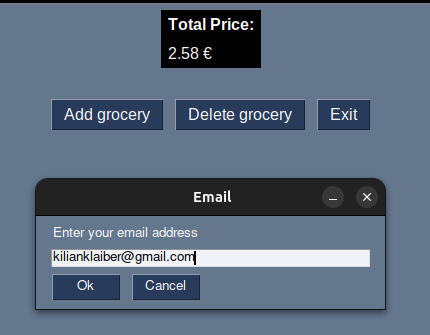 Total Price:
2.58 €
Add grocery Delete grocery Exit
Email
Enter your email address
kilianklaiber@gmail.com
Ok Cancel